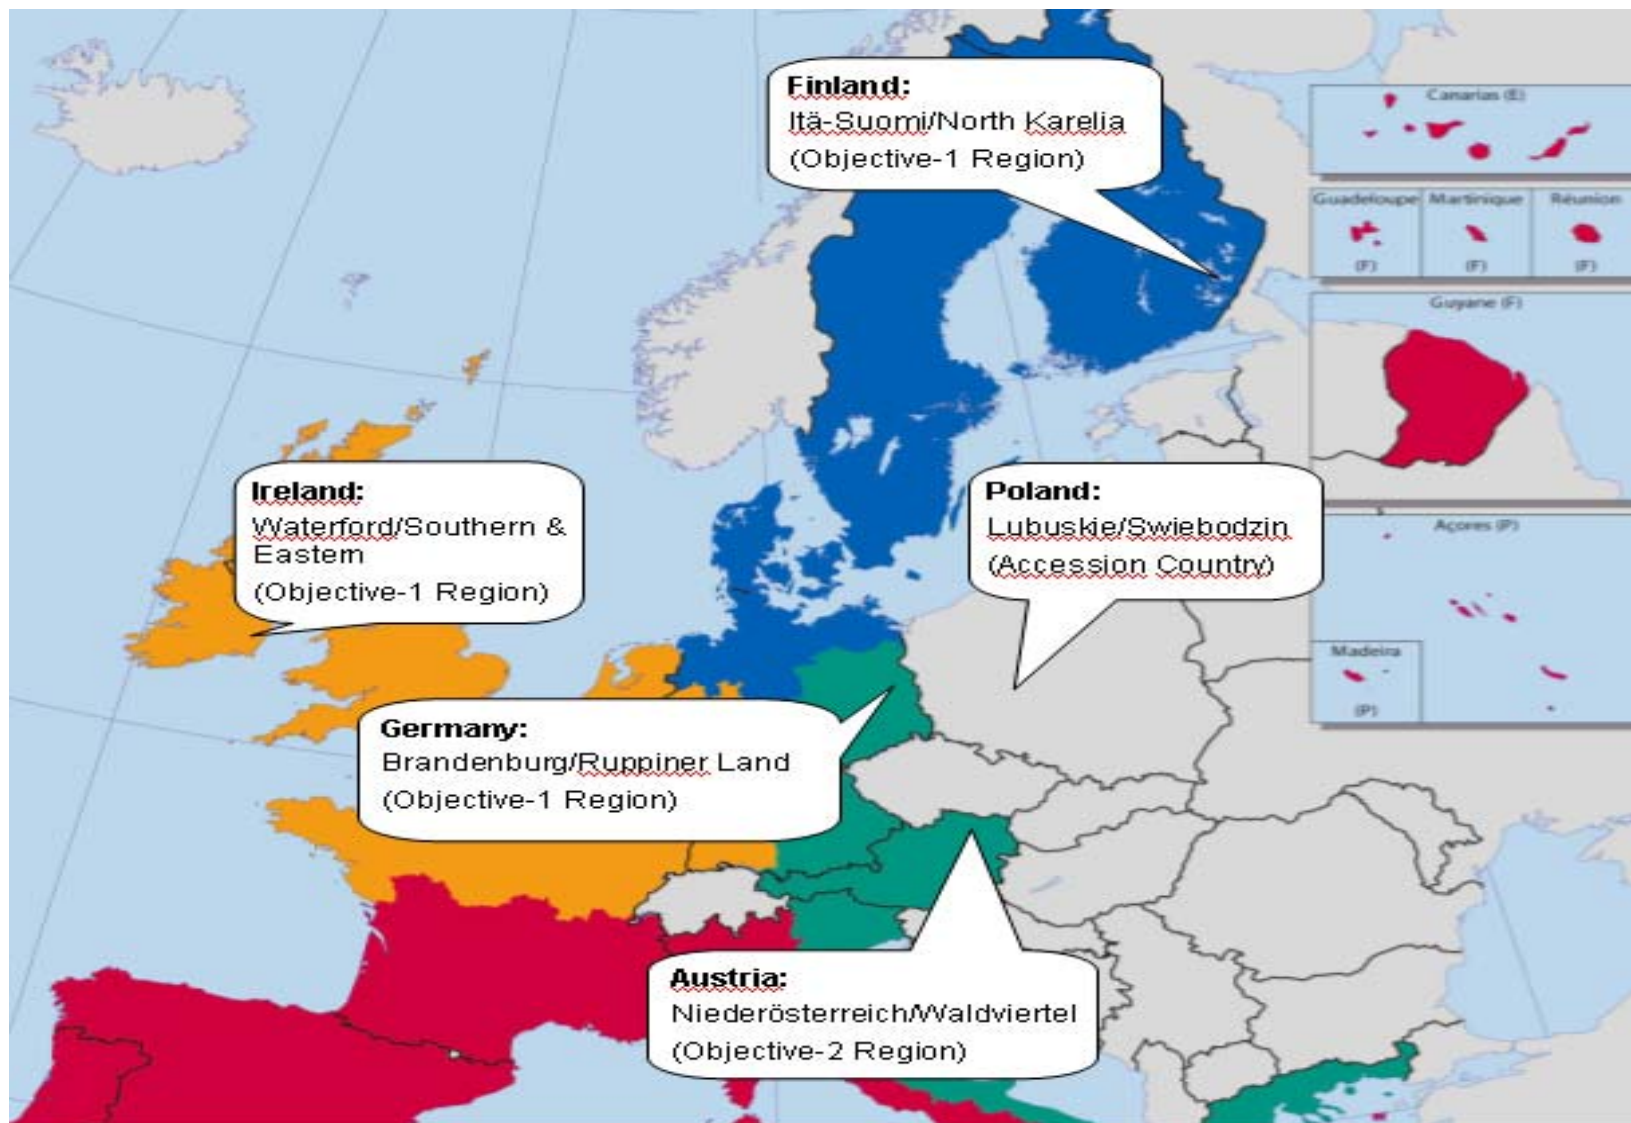 Finland:
Itä-Suomi/North Karelia
(Objective-1 Region)
Canarias (E)
Guadeloupe
(F)
Martinique
(F)
Réunion
(F)
Guyane (F)
Ireland:
Waterford/Southern &
Eastern
(Objective-1 Region)
Poland:
Lubuskie/Swiebodzin
(Accession Country)
Açores (P)
Madeira
(P)
Germany:
Brandenburg/Ruppiner Land
(Objective-1 Region)
Austria:
Niederösterreich/Waldviertel
(Objective-2 Region)